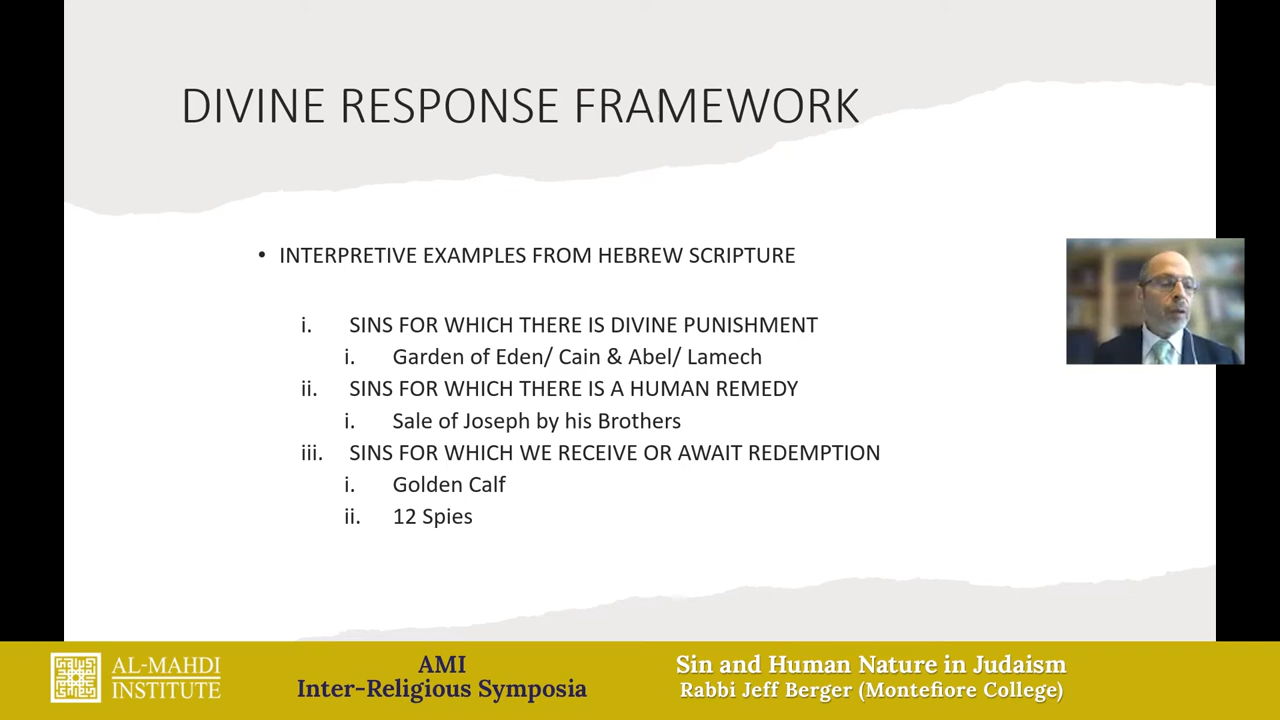 DIVINE RESPONSE FRAMEWORK
• INTERPRETIVE EXAMPLES FROM HEBREW SCRIPTURE
i. SINS FOR WHICH THERE IS DIVINE PUNISHMENT
i. Garden of Eden/ Cain & Abel/ Lamech
ii. SINS FOR WHICH THERE IS A HUMAN REMEDY
i. Sale of Joseph by his Brothers
iii. SINS FOR WHICH WE RECEIVE OR AWAIT REDEMPTION
i. Golden Calf
ii. 12 Spies
AL-MAHDI
INSTITUTE
AMI
Inter-Religious Symposia
Sin and Human Nature in Judaism
Rabbi Jeff Berger (Montefiore College)